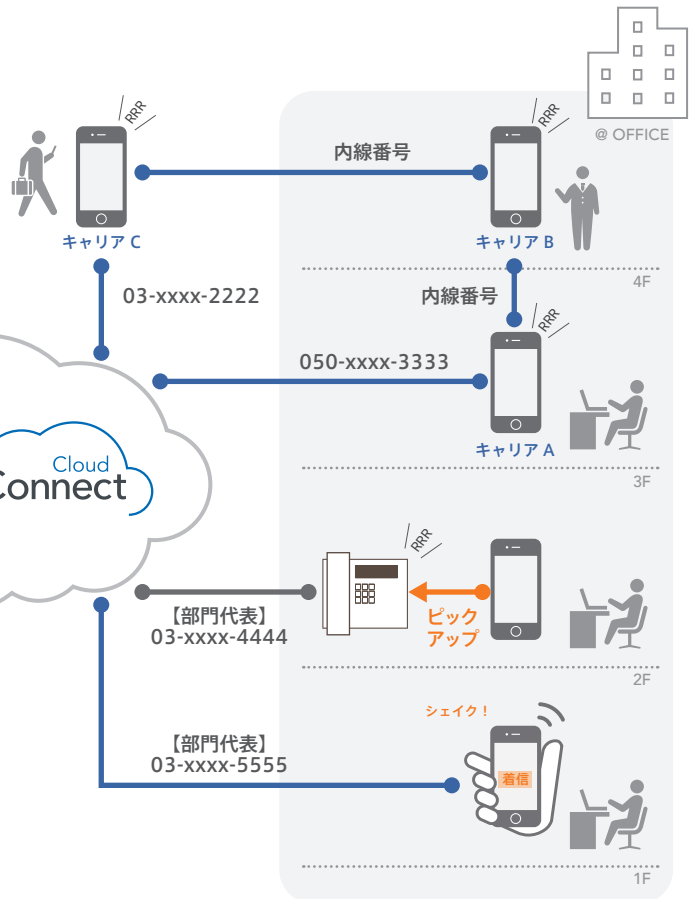 @ OFFICE
RRR
RRR
内線番号
キャリア C
キャリア B
4F
03-xxxx-2222
内線番号
RRR
050-xxxx-3333
キャリア A
3F
Cloud
Connect
RRR
【部門代表】
03-xxxx-4444
ピック
アップ
2F
シェイク！
【部門代表】
03-xxxx-5555
着信
1F